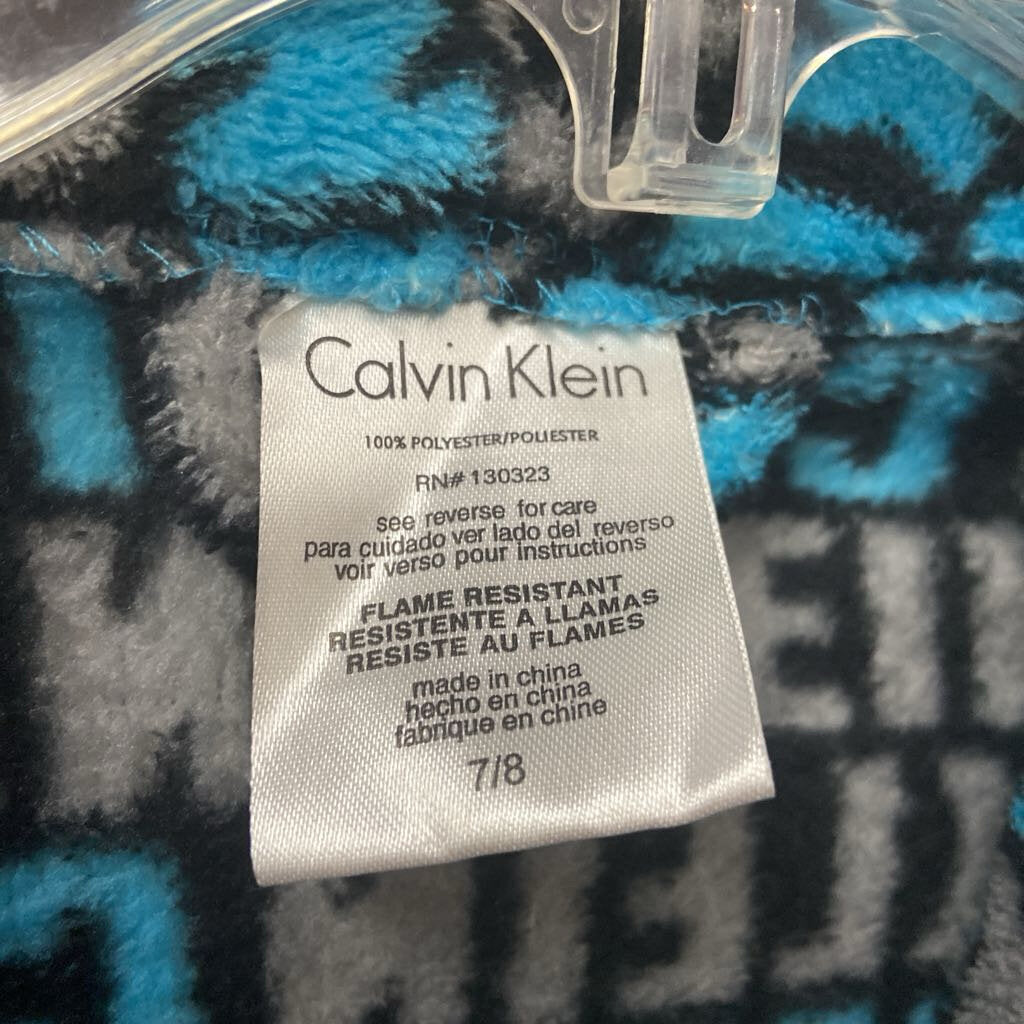 Calvin Klein
100% POLYESTER/POLIESTER
RN# 130323
see reverse for care
para cuidado ver lado del reverso
voir verso pour instructions
FLAME RESISTANT
RESISTENTE A LLAMAS
RESISTE AU FLAMES
made in china
hecho en china
fabrique en chine
7/8